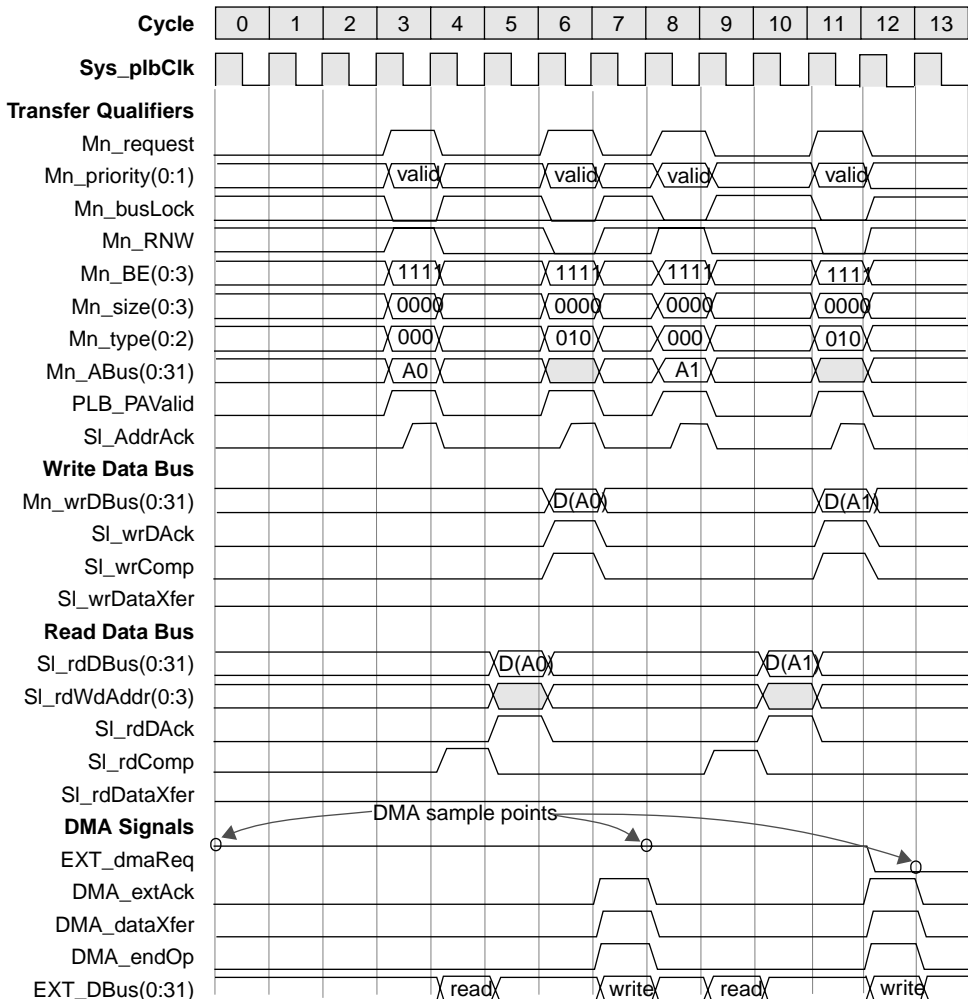 Cycle 0 1 2 3 4 5 6 7 8 9 10 11 12 13
Sys_plbClk
Transfer Qualifiers
Mn_request
Mn_priority(0:1) valid valid valid valid
Mn_busLock
Mn_RNW
Mn_BE(0:3) 1111 1111 1111 1111
Mn_size(0:3) 0000 0000 0000 0000
Mn_type(0:2) 000 010 000 010
Mn_ABus(0:31) A0 A1
PLB_PAValid
Sl_AddrAck
Write Data Bus
Mn_wrDBus(0:31) D(A0) D(A1)
Sl_wrDAck
Sl_wrComp
Sl_wrDataXfer
Read Data Bus
Sl_rdDBus(0:31) D(A0) D(A1)
Sl_rdWdAddr(0:3)
Sl_rdDAck
Sl_rdComp
Sl_rdDataXfer
DMA Signals DMA sample points
EXT_dmaReq
DMA_extAck
DMA_dataXfer
DMA_endOp
EXT_DBus(0:31) read write read write